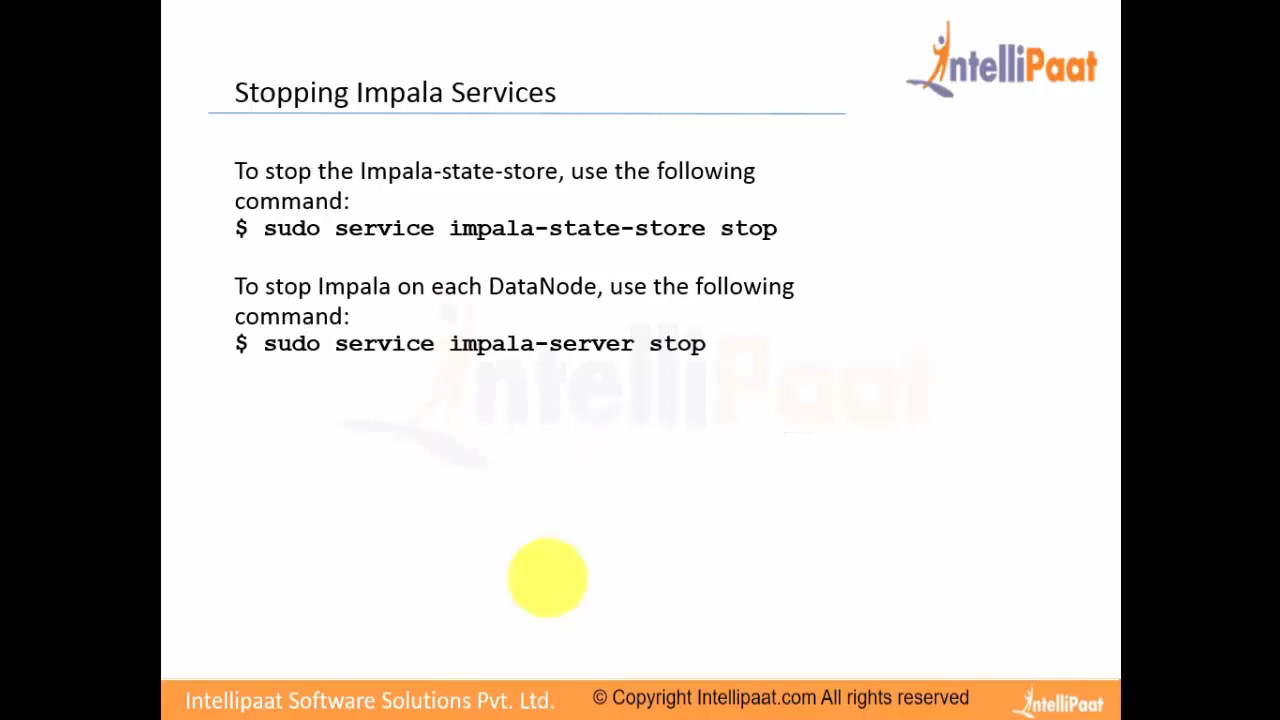 IntelliPaat
Stopping Impala Services
To stop the Impala-state-store, use the following
command:
$ sudo service impala-state-store stop
To stop Impala on each DataNode, use the following
command:
$ sudo service impala-server stop
IntelliPaat
Intellipaat Software Solutions Pvt. Ltd.
© Copyright Intellipaat.com All rights reserved
IntelliPaat